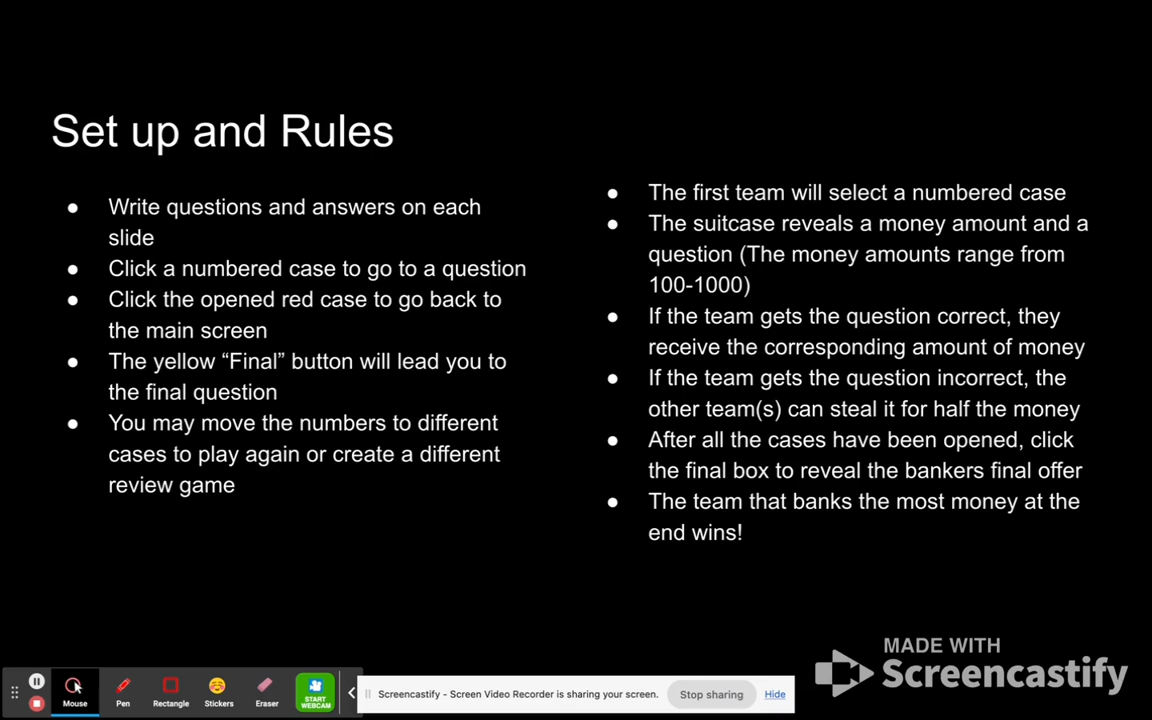 Set up and Rules
● Write questions and answers on each
slide
● Click a numbered case to go to a question
● Click the opened red case to go back to
the main screen
● The yellow “Final” button will lead you to
the final question
● You may move the numbers to different
cases to play again or create a different
review game
● The first team will select a numbered case
● The suitcase reveals a money amount and a
question (The money amounts range from
100-1000)
● If the team gets the question correct, they
receive the corresponding amount of money
● If the team gets the question incorrect, the
other team(s) can steal it for half the money
● After all the cases have been opened, click
the final box to reveal the bankers final offer
● The team that banks the most money at the
end wins!
MADE WITH
Screencastify
Mouse
Pen
Rectangle
Stickers
Eraser
START
WEBCAM
Screencastify - Screen Video Recorder is sharing your screen.
Stop sharing
Hide